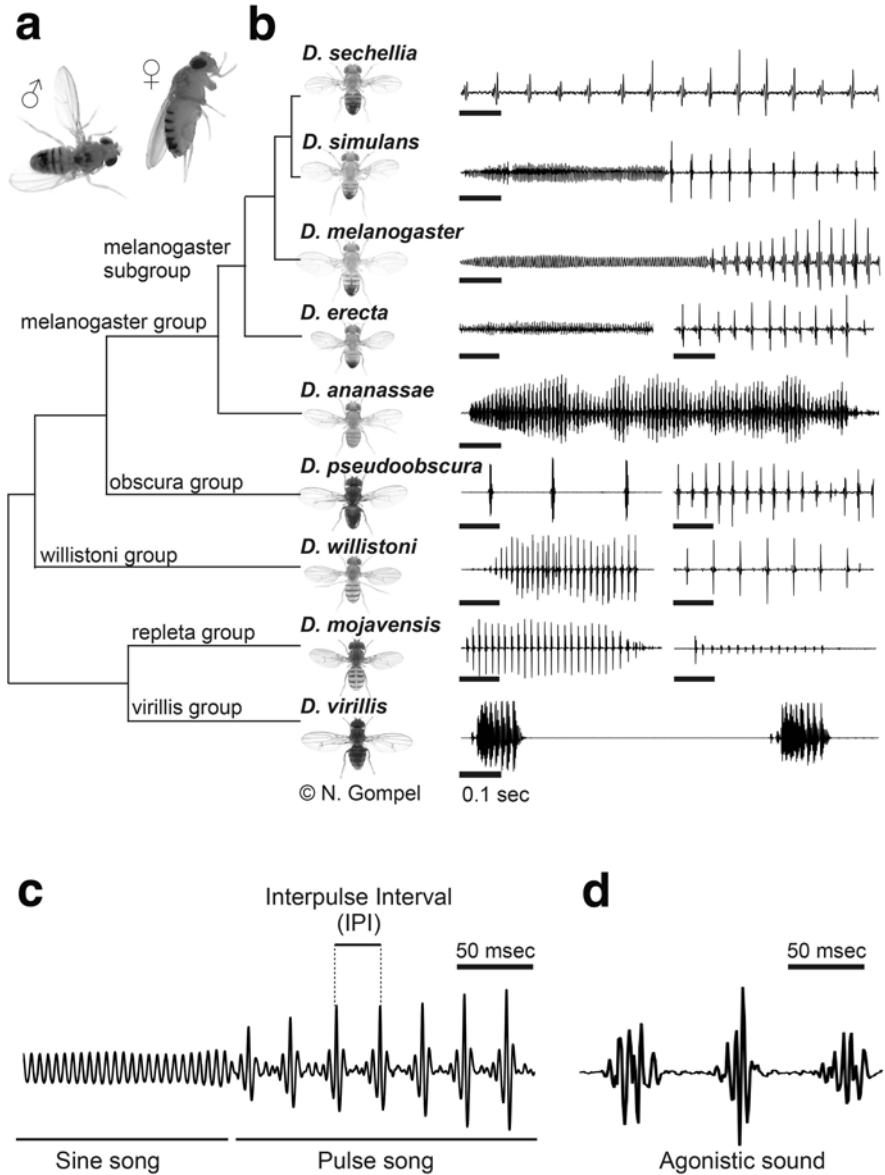 a
b
♂
♀
D. sechellia
D. simulans
D. melanogaster
melanogaster
subgroup
D. erecta
melanogaster group
D. ananassae
D. pseudoobscura
obscura group
D. willistoni
willistoni group
D. mojavensis
repleta group
D. virillis
virillis group
© N. Gompel
0.1 sec
c
d
Interpulse Interval
(IPI)
50 msec
50 msec
Sine song
Pulse song
Agonistic sound